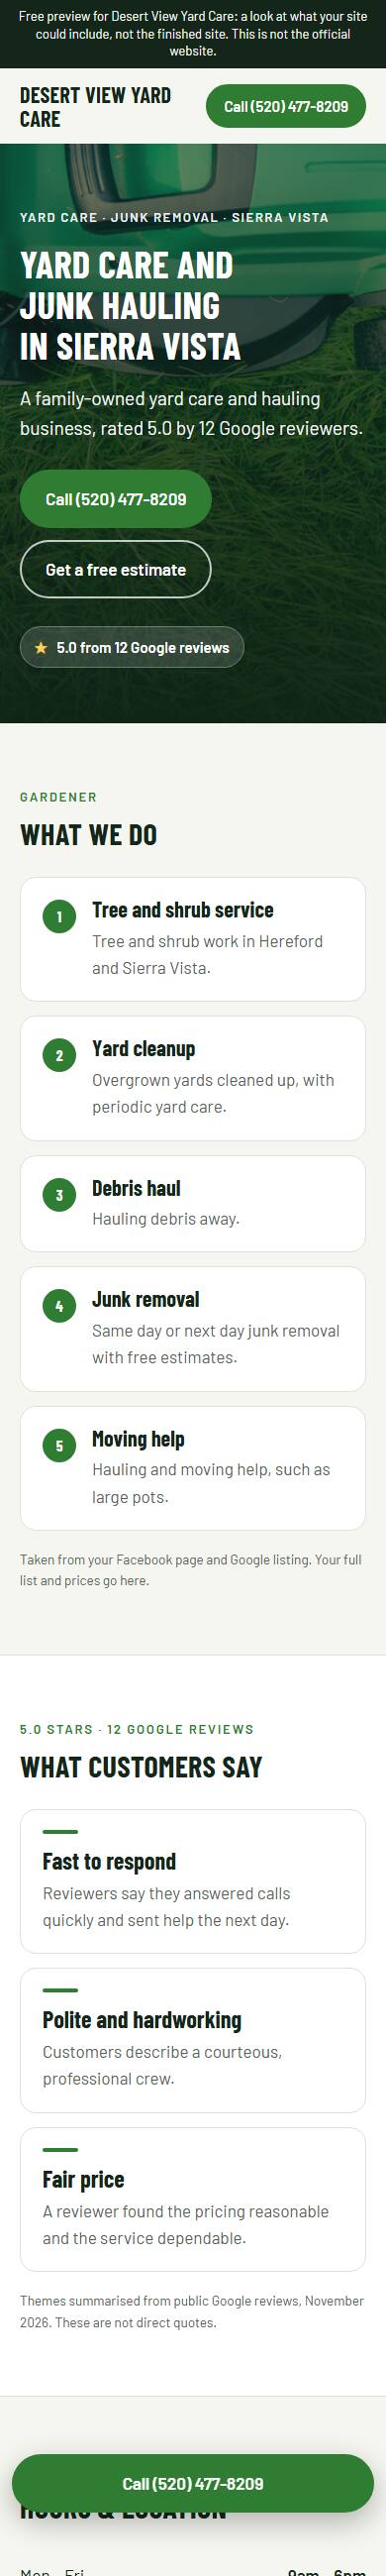 Free preview for Desert View Yard Care: a look at what your site
could include, not the finished site. This is not the official
website.
DESERT VIEW YARD
CARE
Call (520) 477-8209
YARD CARE · JUNK REMOVAL · SIERRA VISTA
YARD CARE AND
JUNK HAULING
IN SIERRA VISTA
A family-owned yard care and hauling
business, rated 5.0 by 12 Google reviewers.
Call (520) 477-8209
Get a free estimate
★ 5.0 from 12 Google reviews
GARDENER
WHAT WE DO
1 Tree and shrub service
Tree and shrub work in Hereford
and Sierra Vista.
2 Yard cleanup
Overgrown yards cleaned up, with
periodic yard care.
3 Debris haul
Hauling debris away.
4 Junk removal
Same day or next day junk removal
with free estimates.
5 Moving help
Hauling and moving help, such as
large pots.
Taken from your Facebook page and Google listing. Your full
list and prices go here.
5.0 STARS · 12 GOOGLE REVIEWS
WHAT CUSTOMERS SAY
Fast to respond
Reviewers say they answered calls
quickly and sent help the next day.
Polite and hardworking
Customers describe a courteous,
professional crew.
Fair price
A reviewer found the pricing reasonable
and the service dependable.
Themes summarised from public Google reviews, November
2026. These are not direct quotes.
Call (520) 477-8209
HOURS & LOCATION
Mon – Fri 9am – 6pm